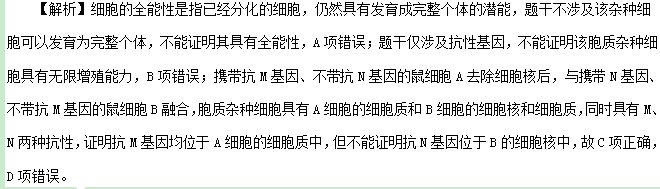 【解析】细胞的全能性是指已经分化的细胞，仍然具有发育成完整个体的潜能，题干不涉及该杂种细
胞可以发育为完整个体，不能证明其具有全能性，A 项错误；题干仅涉及抗性基因，不能证明该胞质杂种细
胞具有无限增殖能力，B 项错误；携带抗 M 基因、不带抗 N 基因的鼠细胞 A 去除细胞核后，与携带 N 基因、
不带抗 M 基因的鼠细胞 B 融合，胞质杂种细胞具有 A 细胞的细胞质和 B 细胞的细胞核和细胞质，同时具有 M、
N 两种抗性，证明抗 M 基因均位于 A 细胞的细胞质中，但不能证明抗 N 基因位于 B 的细胞核中，故 C 项正确，
D 项错误。